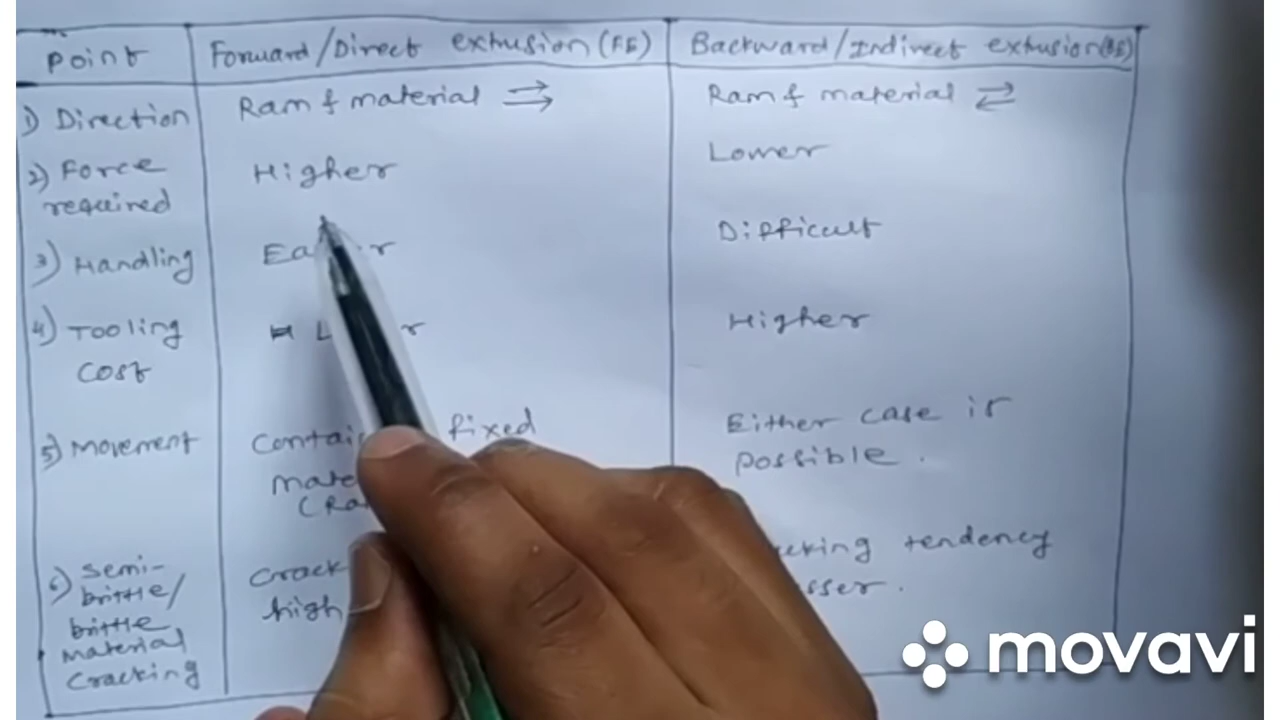 Point Forward/Direct extrusion (FE) Backward/Indirect extrusion (BE)
1) Direction Ram & material ⇉ Ram & material ⇄
2) Force required Higher Lower
3) Handling Difficult
4) Tooling cost Higher
5) Movement fixed Either case is possible.
6) Semi-brittle/brittle material cracking Crack high tendency
movavi